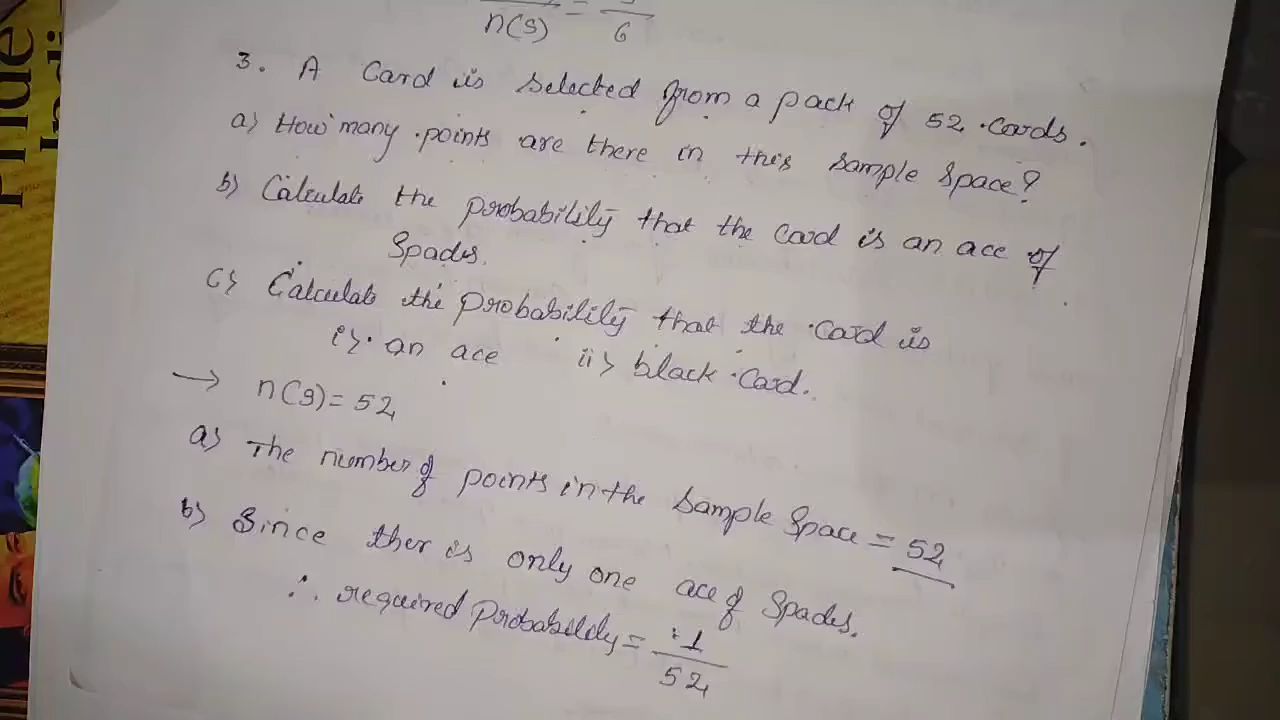 n(S) = 6
3. A Card is selected from a pack of 52 cards.
a) How many points are there in this sample space?
b) Calculate the probability that the card is an ace of
Spades.
c) Calculate the probability that the card is
i) an ace ii) black card.
→ n(S) = 52
a) The number of points in the sample space = 52
b) Since ther is only one ace of Spades.
∴ required Probability = 1/52